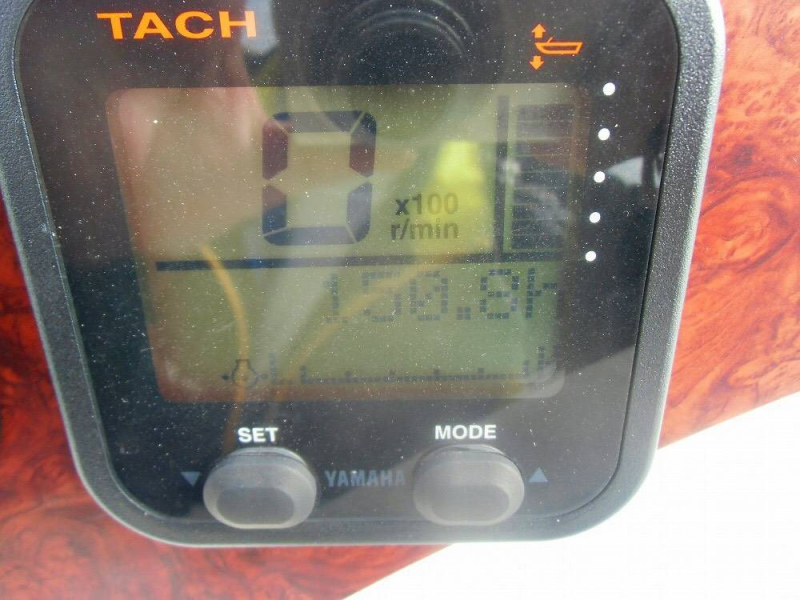 TACH
0
x100
r/min
150.8h
SET
MODE
YAMAHA